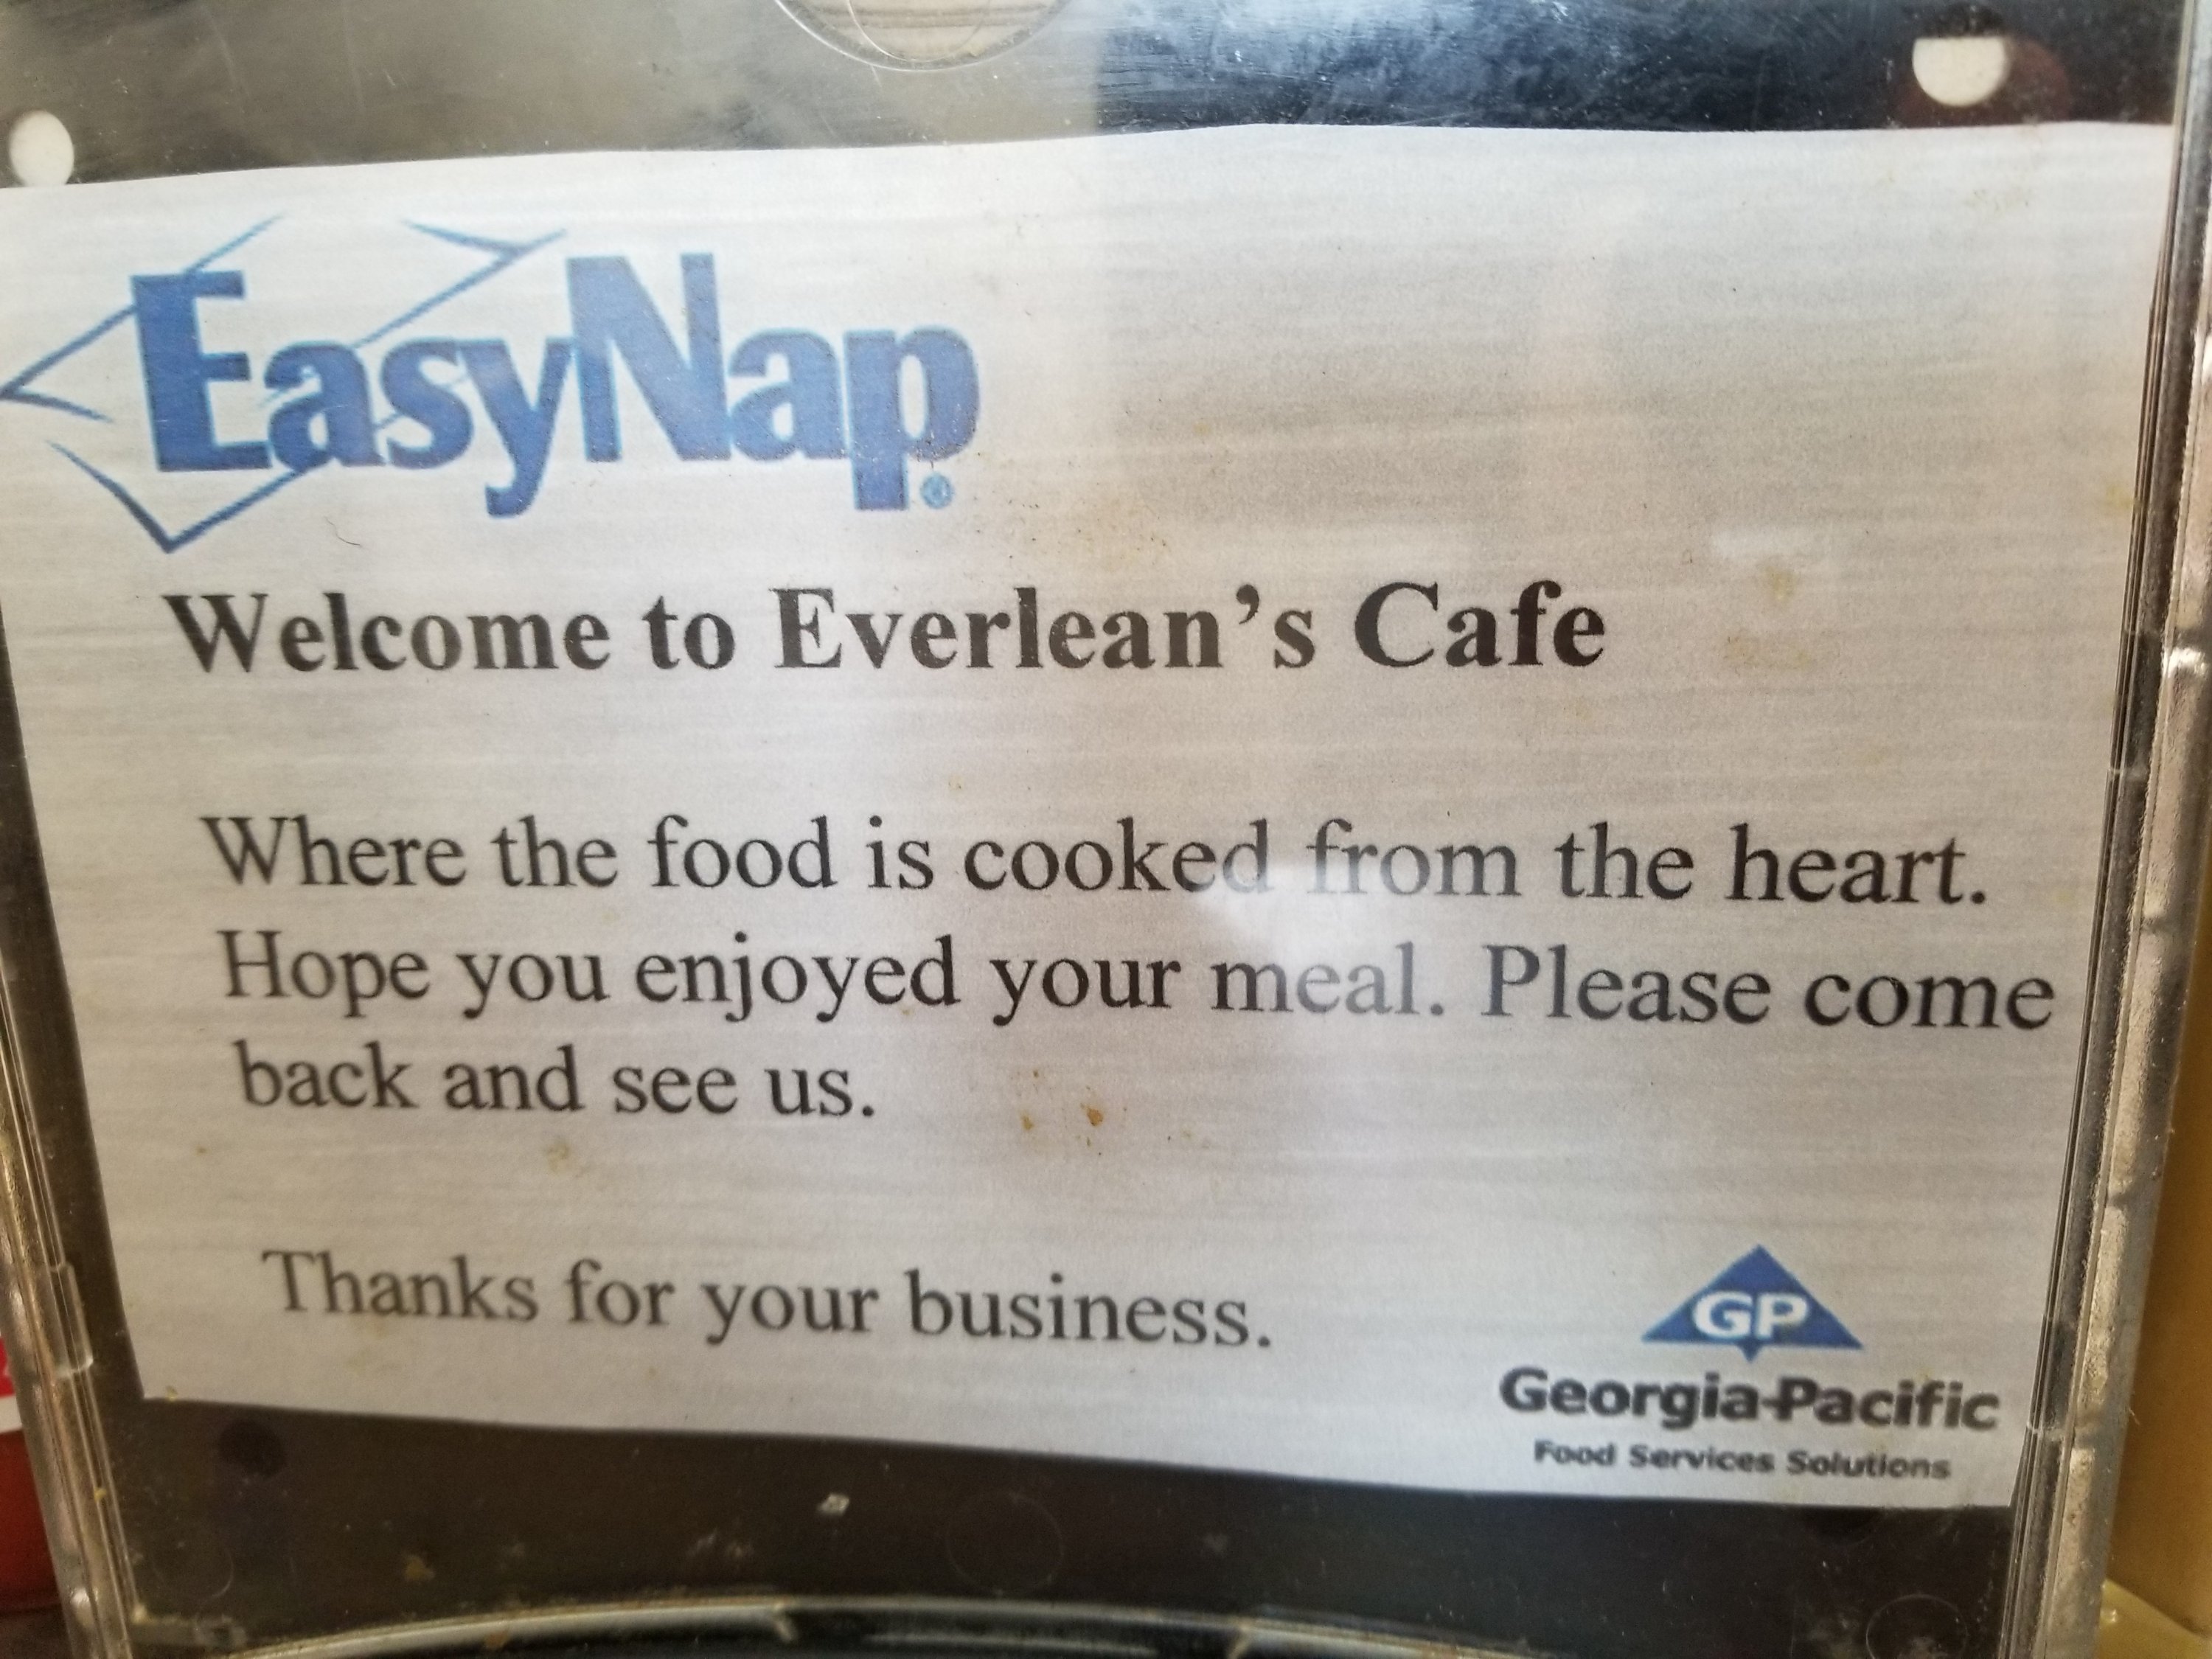 EasyNap®
Welcome to Everlean’s Cafe
Where the food is cooked from the heart.
Hope you enjoyed your meal. Please come
back and see us.
Thanks for your business.
GP
Georgia-Pacific
Food Services Solutions